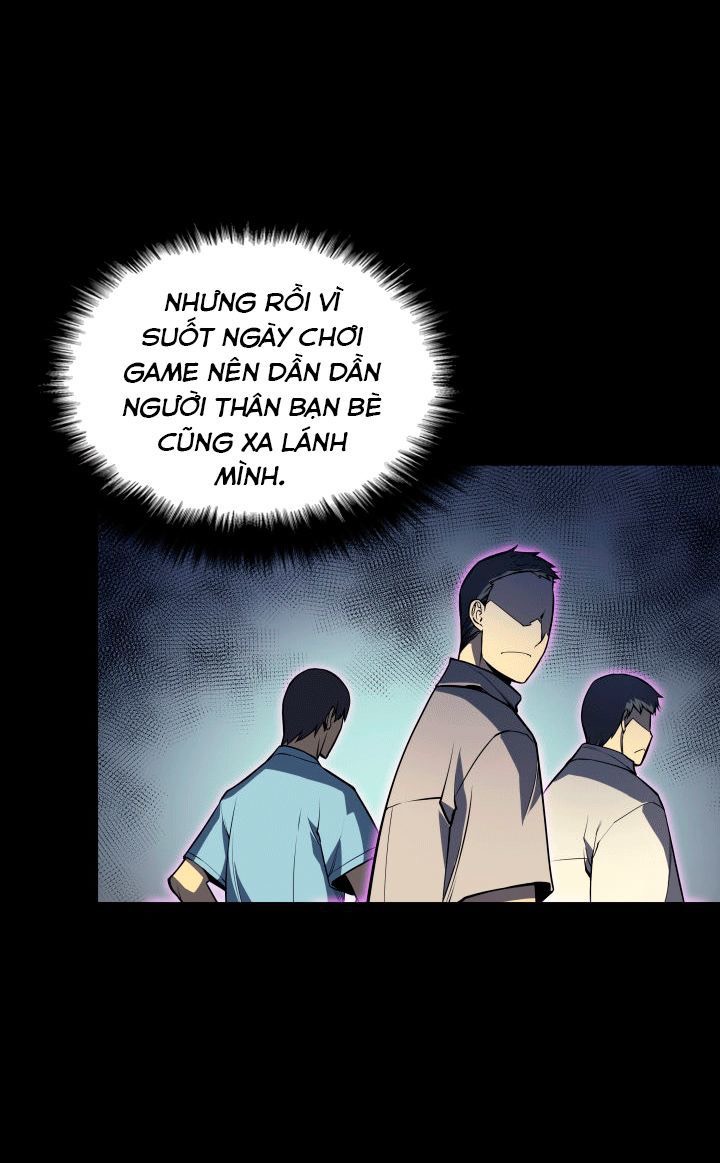 NHƯNG RỒI VÌ
SUỐT NGÀY CHƠI
GAME NÊN DẦN DẦN
NGƯỜI THÂN BẠN BÈ
CŨNG XA LÁNH
MÌNH.